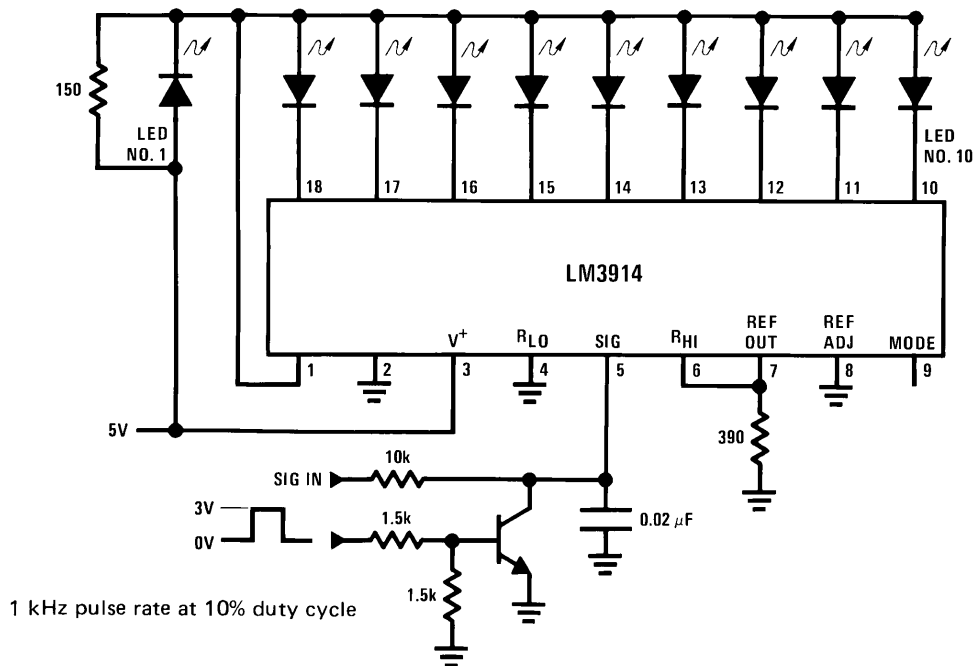 150
LED
NO. 1
LED
NO. 10
18 17 16 15 14 13 12 11 10
LM3914
V+ RLO SIG RHI REF OUT REF ADJ MODE
1 2 3 4 5 6 7 8 9
5V
390
SIG IN
10k
3V
0V
1.5k
0.02 μF
1.5k
1 kHz pulse rate at 10% duty cycle